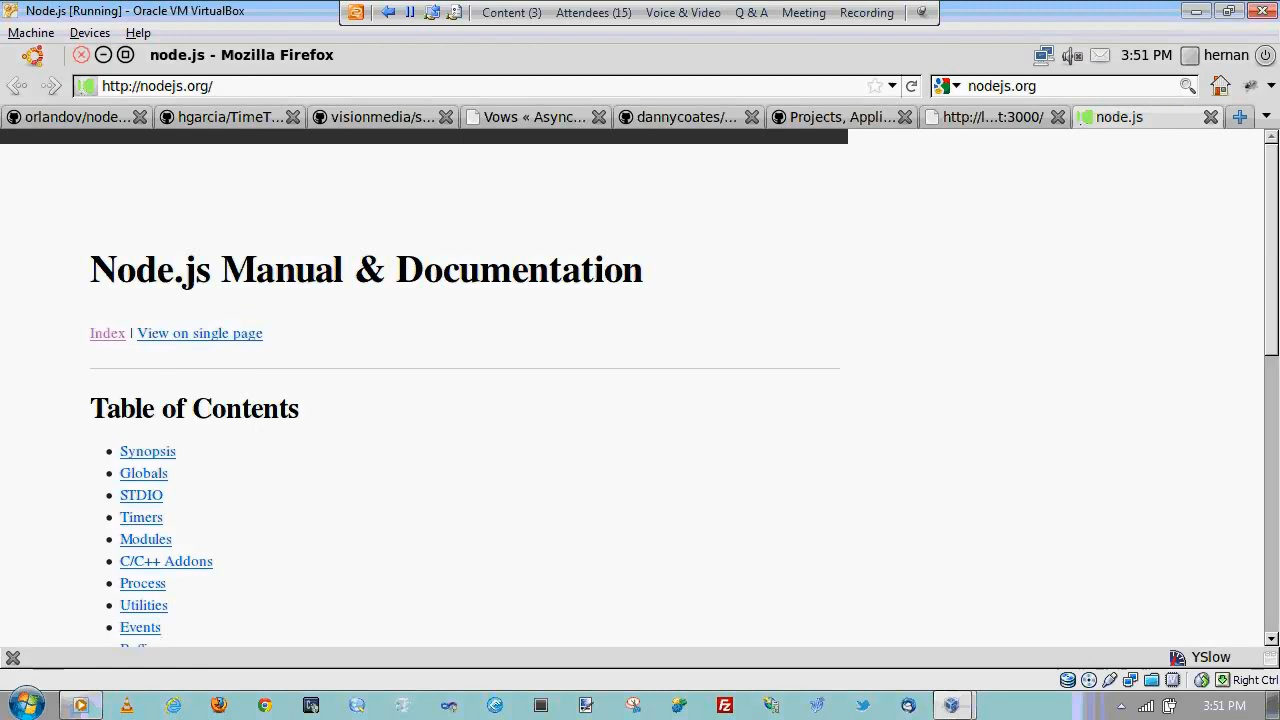 Node.js [Running] - Oracle VM VirtualBox
Content (3) Attendees (15) Voice & Video Q & A Meeting Recording
Machine Devices Help
node.js - Mozilla Firefox 3:51 PM hernan
http://nodejs.org/ nodejs.org
orlandov/node... hgarcia/TimeT... visionmedia/s... Vows « Async... dannycoates/... Projects, Appli... http://l...t:3000/ node.js
Node.js Manual & Documentation
Index | View on single page
Table of Contents
Synopsis
Globals
STDIO
Timers
Modules
C/C++ Addons
Process
Utilities
Events
YSlow
Right Ctrl
3:51 PM